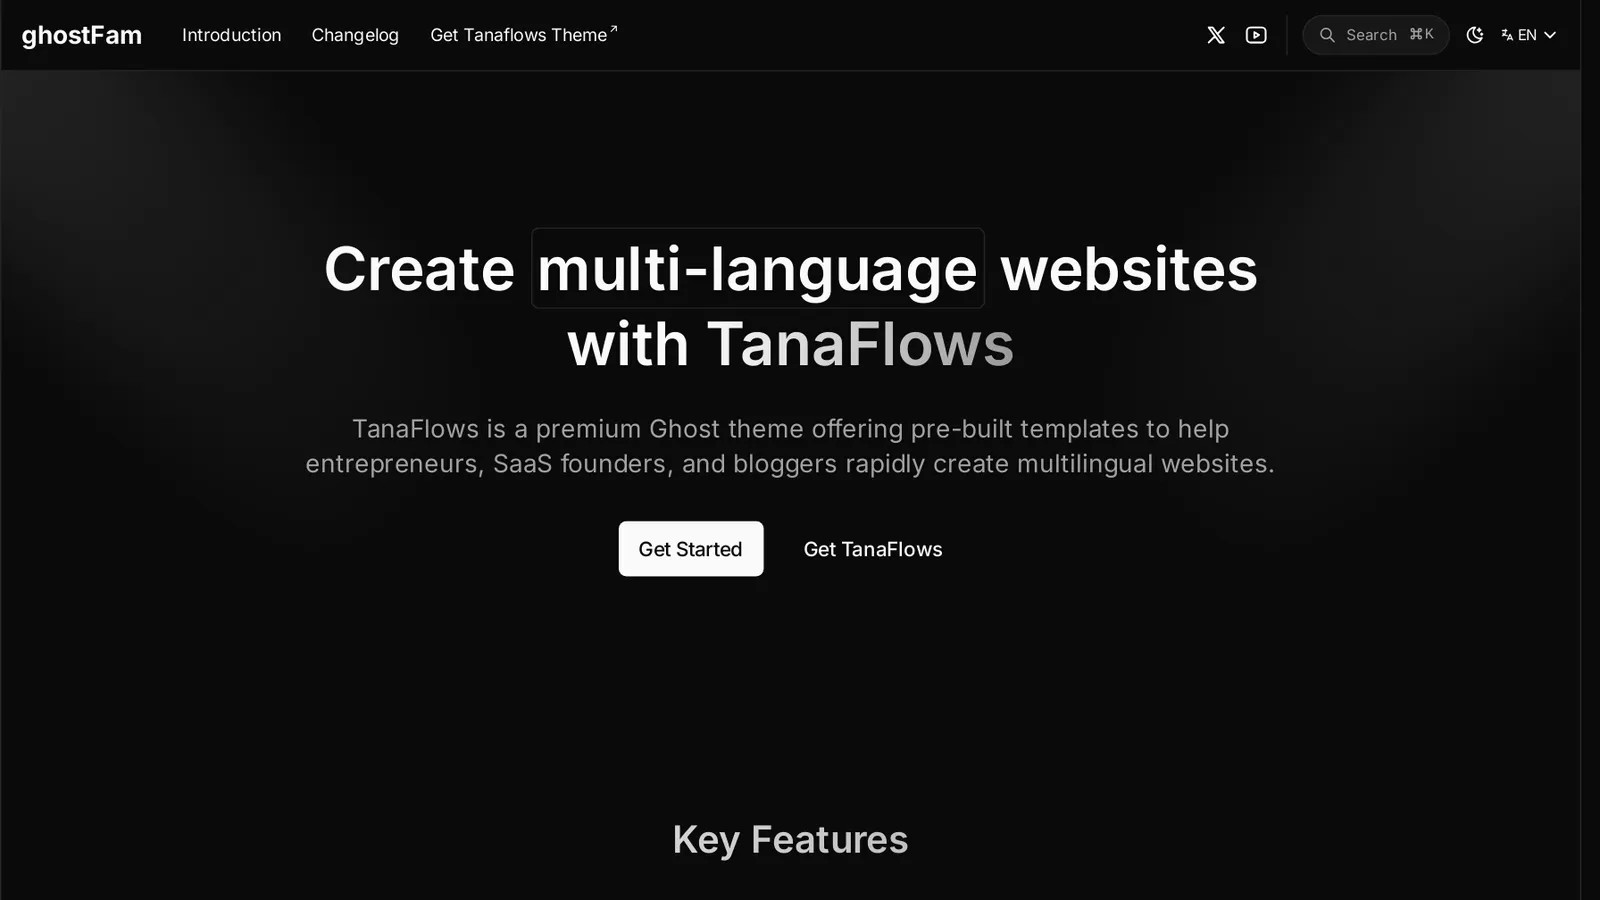 ghostFam
Introduction
Changelog
Get Tanaflows Theme↗
Search ⌘K
EN
Create multi-language websites
with TanaFlows
TanaFlows is a premium Ghost theme offering pre-built templates to help
entrepreneurs, SaaS founders, and bloggers rapidly create multilingual websites.
Get Started
Get TanaFlows
Key Features